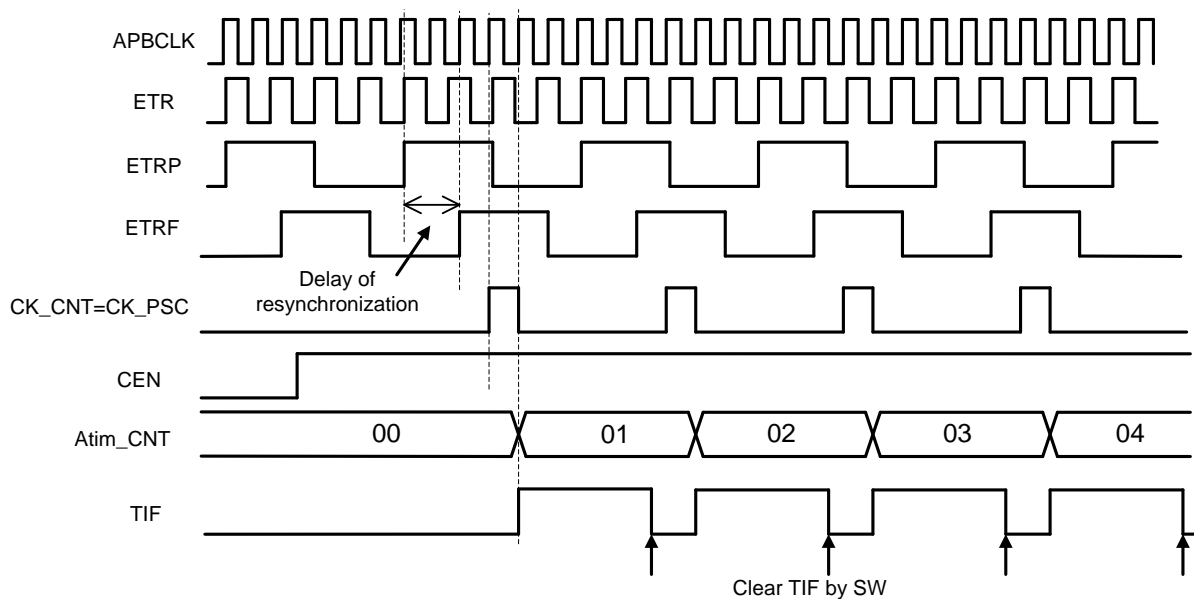 APBCLK
ETR
ETRP
ETRF
Delay of
resynchronization
CK_CNT=CK_PSC
CEN
Atim_CNT
00
01
02
03
04
TIF
Clear TIF by SW